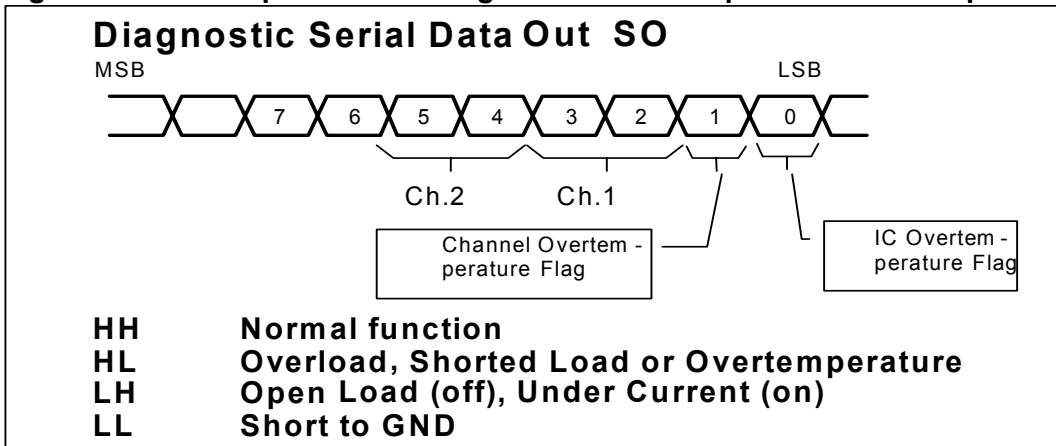 Diagnostic Serial Data Out SO
MSB
LSB
7 6 5 4 3 2 1 0
Ch.2 Ch.1
Channel Overtem -
perature Flag
IC Overtem -
perature Flag
HH Normal function
HL Overload, Shorted Load or Overtemperature
LH Open Load (off), Under Current (on)
LL Short to GND